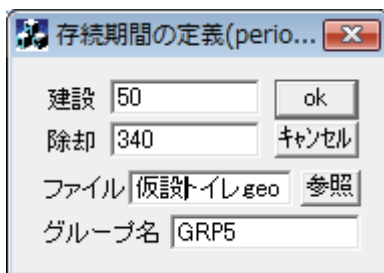 存続期間の定義(perio...
建設 50 ok
除却 340 キャンセル
ファイル 仮設トイレgeo 参照
グループ名 GRP5